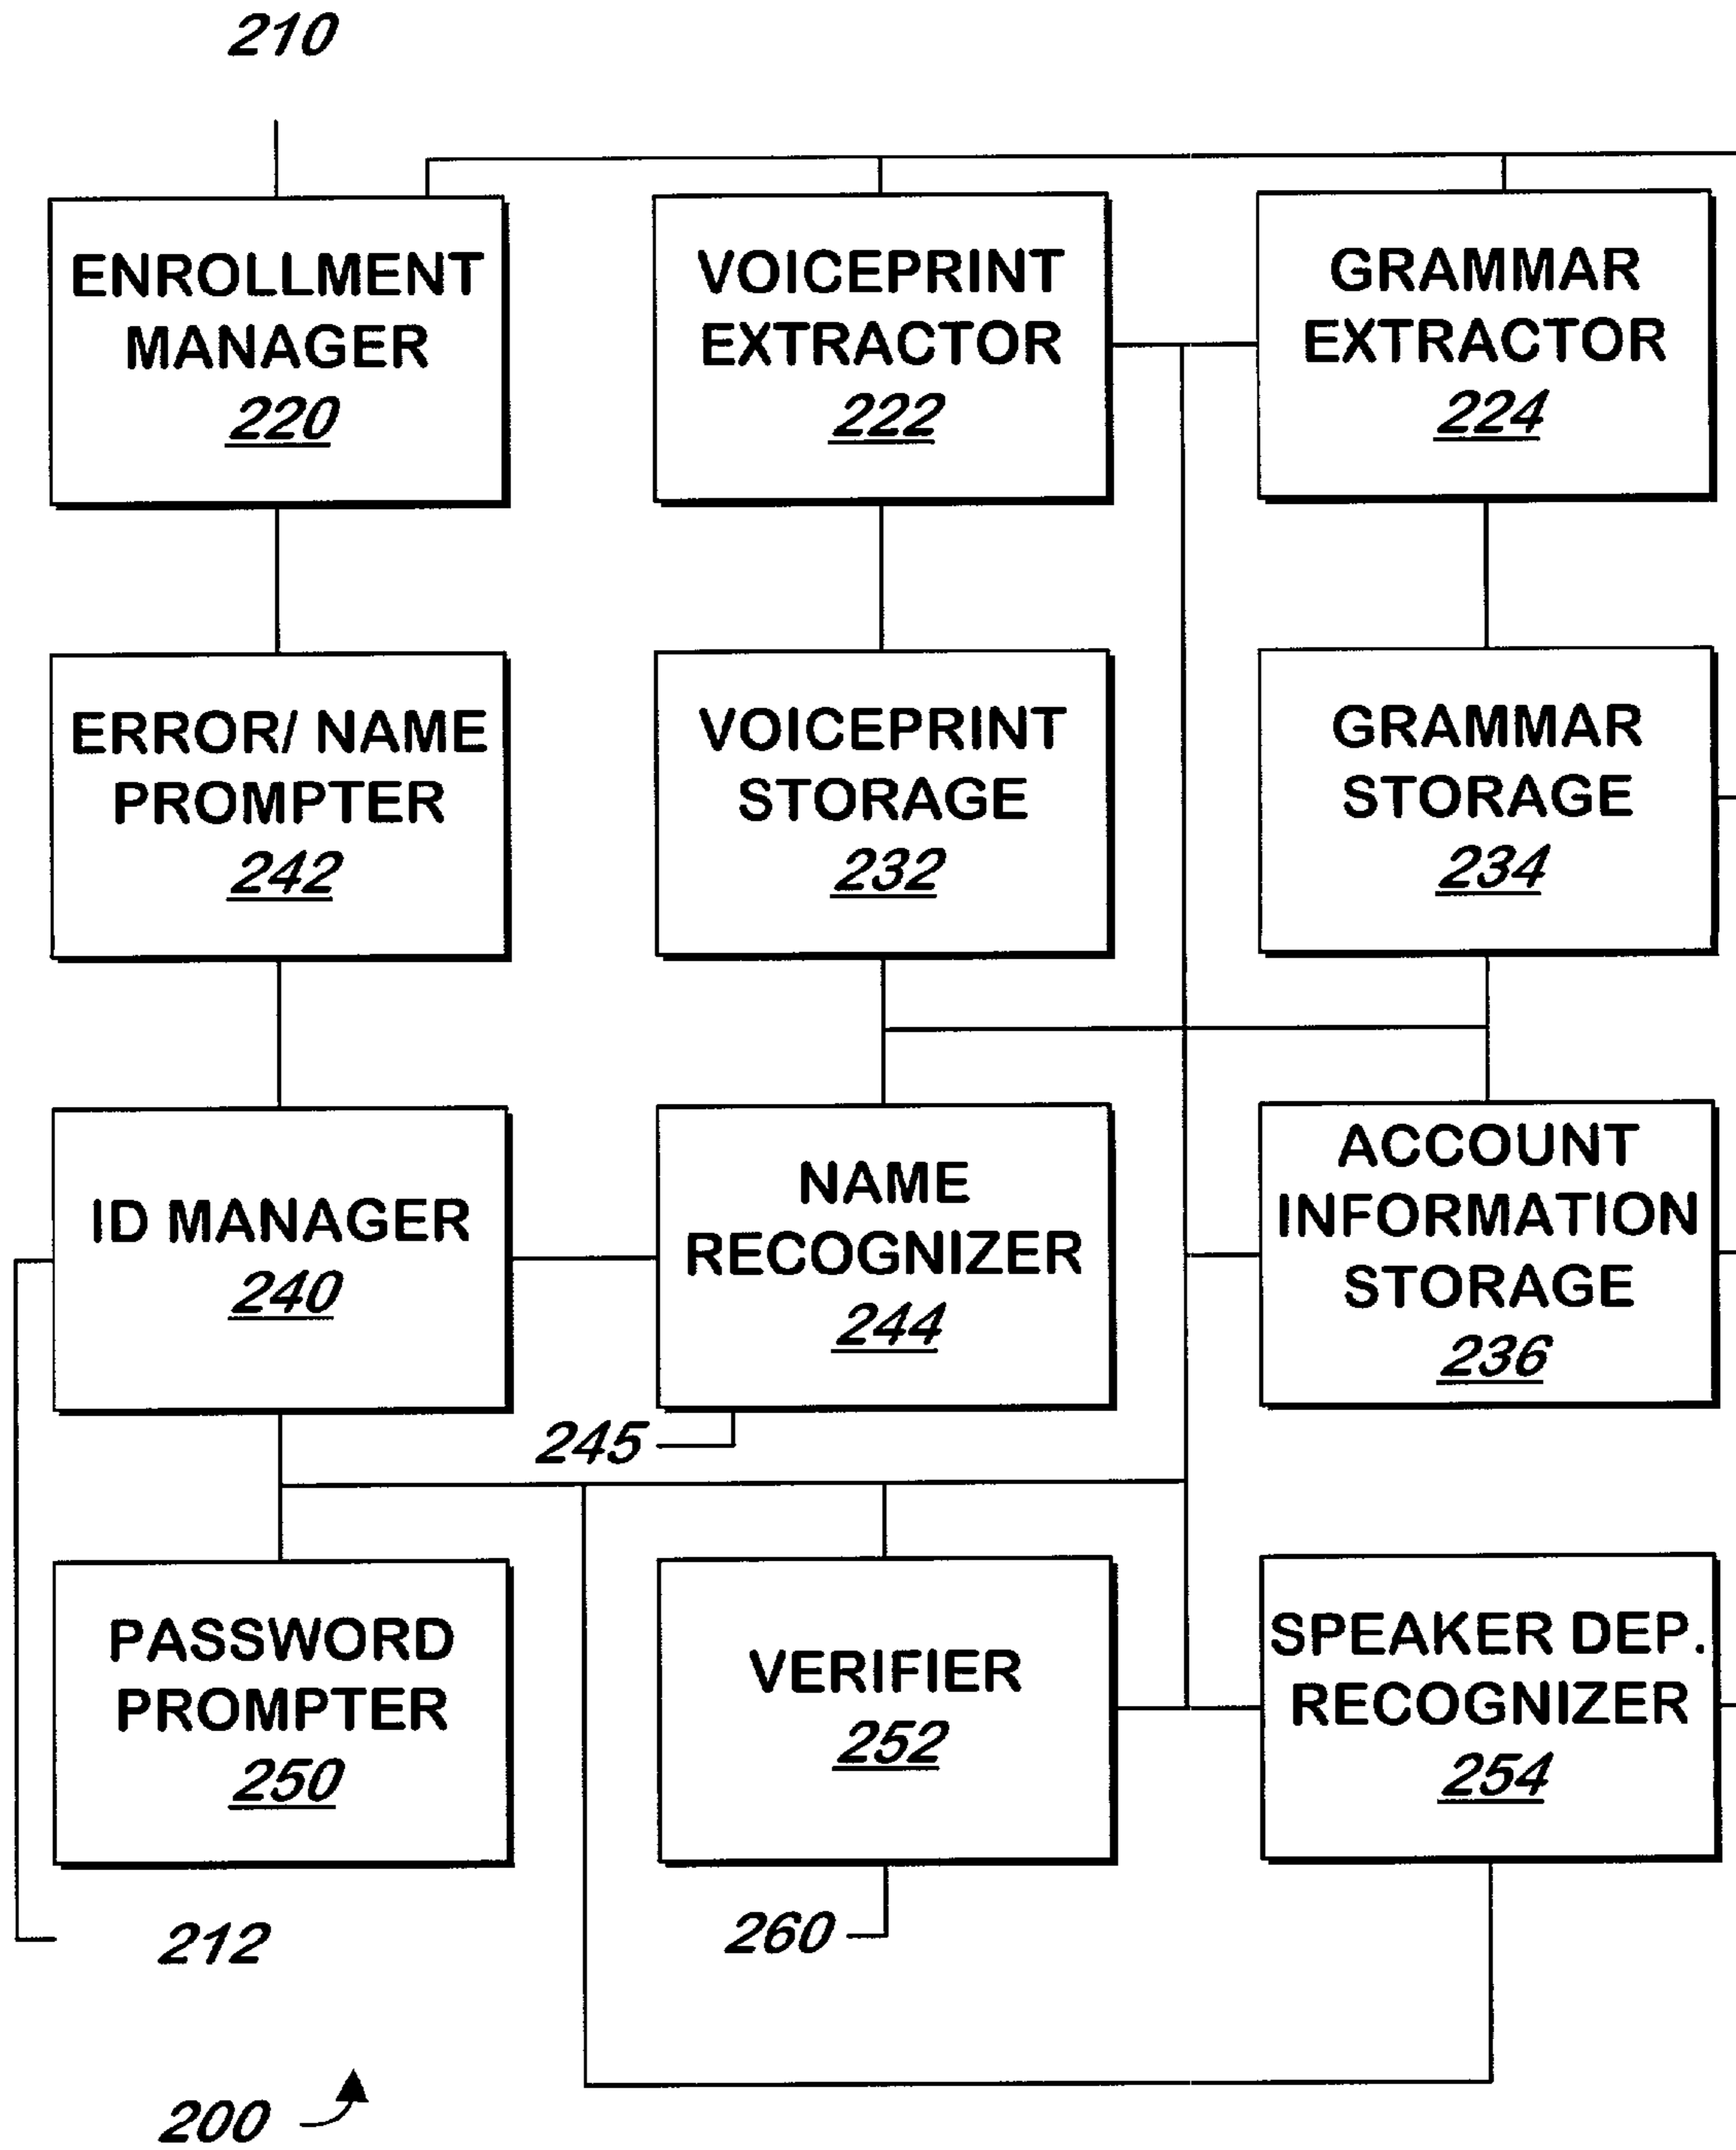 210
ENROLLMENT
MANAGER
220
VOICEPRINT
EXTRACTOR
222
GRAMMAR
EXTRACTOR
224
ERROR/ NAME
PROMPTER
242
VOICEPRINT
STORAGE
232
GRAMMAR
STORAGE
234
ID MANAGER
240
NAME
RECOGNIZER
244
ACCOUNT
INFORMATION
STORAGE
236
245
PASSWORD
PROMPTER
250
VERIFIER
252
SPEAKER DEP.
RECOGNIZER
254
212
260
200